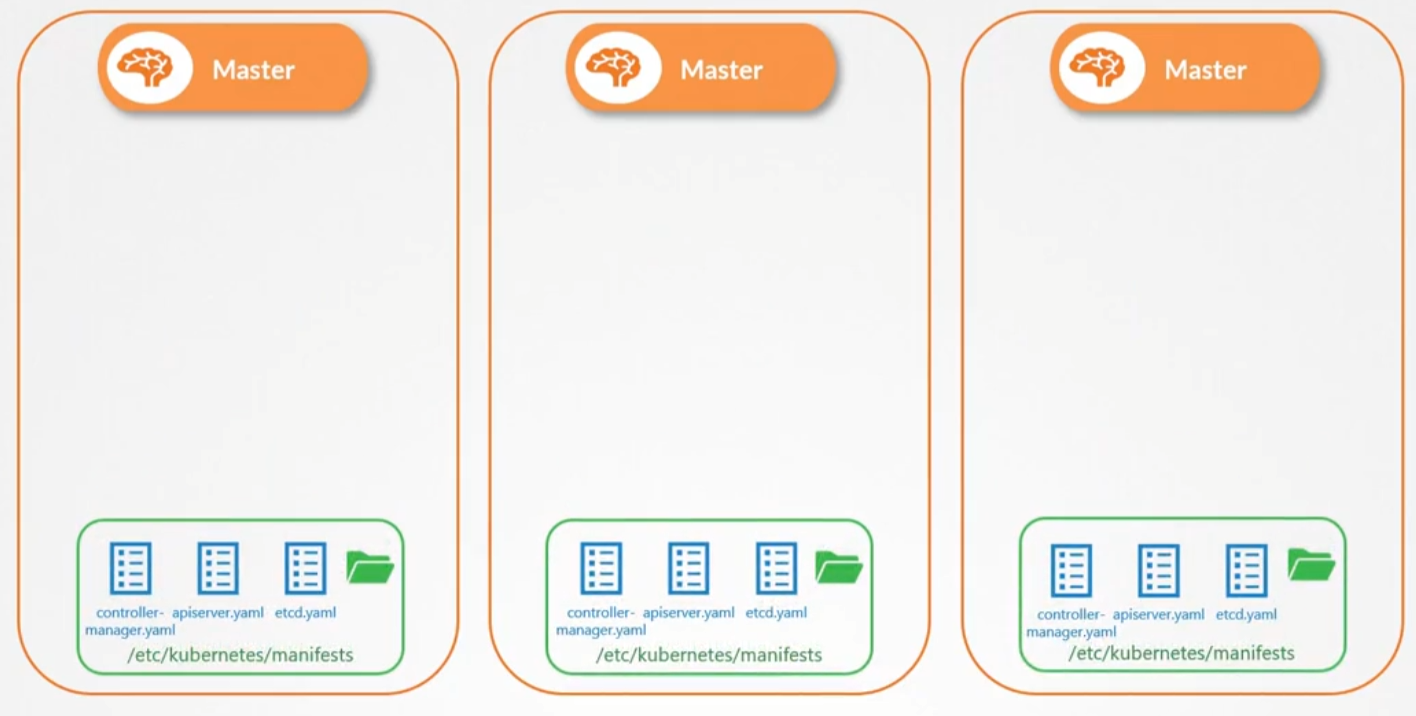 Master
Master
Master
controller-
manager.yaml
apiserver.yaml
etcd.yaml
/etc/kubernetes/manifests
controller-
manager.yaml
apiserver.yaml
etcd.yaml
/etc/kubernetes/manifests
controller-
manager.yaml
apiserver.yaml
etcd.yaml
/etc/kubernetes/manifests